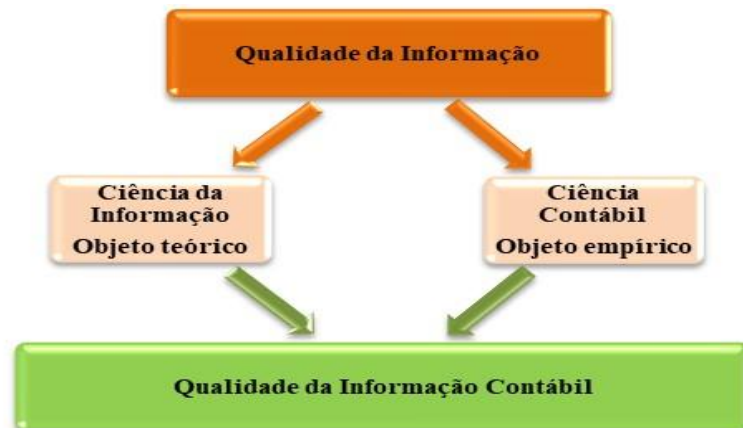 Qualidade da Informação
Ciência da
Informação
Objeto teórico
Ciência
Contábil
Objeto empírico
Qualidade da Informação Contábil